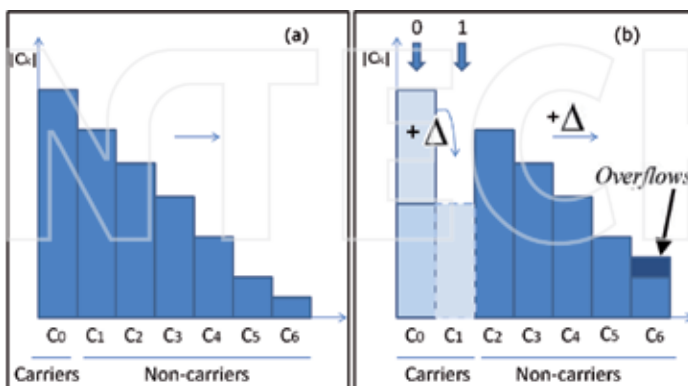 (a)
|Cₖ|
C₀ C₁ C₂ C₃ C₄ C₅ C₆
Carriers Non-carriers
0 1
(b)
|Cₖ|
+ Δ
+Δ
Overflows
C₀ C₁ C₂ C₃ C₄ C₅ C₆
Carriers Non-carriers